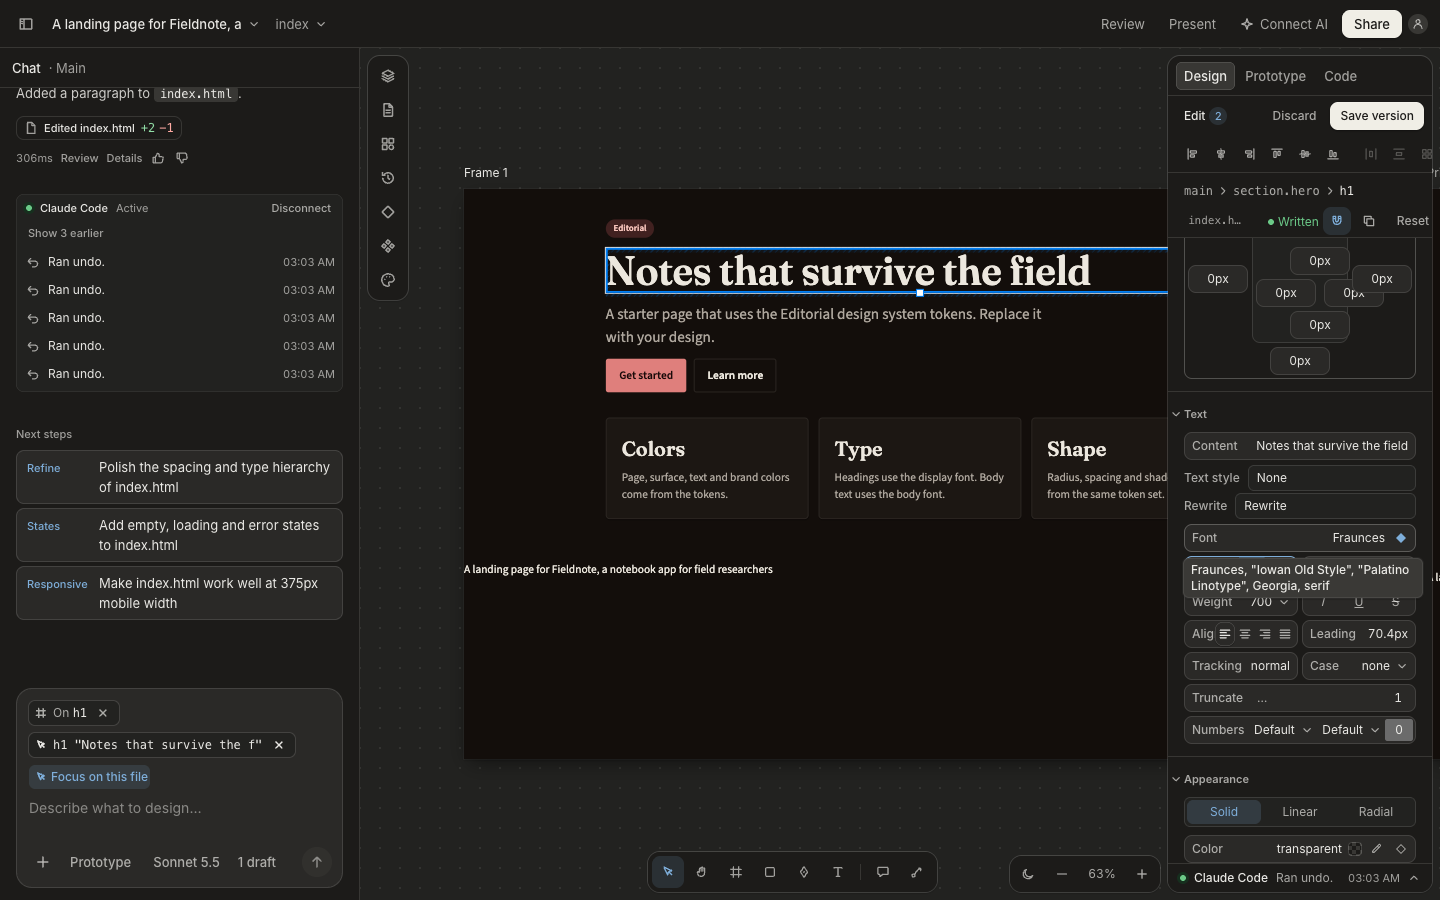 A landing page for Fieldnote, a
index
Review
Present
Connect AI
Share
Chat · Main
Added a paragraph to index.html.
Edited index.html +2 −1
306ms Review Details
Claude Code Active Disconnect
Show 3 earlier
Ran undo. 03:03 AM
Ran undo. 03:03 AM
Ran undo. 03:03 AM
Ran undo. 03:03 AM
Ran undo. 03:03 AM
Next steps
Refine Polish the spacing and type hierarchy
of index.html
States Add empty, loading and error states
to index.html
Responsive Make index.html work well at 375px
mobile width
On h1
h1 "Notes that survive the f"
Focus on this file
Describe what to design...
Prototype Sonnet 5.5 1 draft
Frame 1
Editorial
Notes that survive the field
A starter page that uses the Editorial design system tokens. Replace it
with your design.
Get started Learn more
Colors
Page, surface, text and brand colors
come from the tokens.
Type
Headings use the display font. Body
text uses the body font.
Shape
Radius, spacing and shad
from the same token set.
A landing page for Fieldnote, a notebook app for field researchers
63%
Design Prototype Code
Edit 2 Discard Save version
main > section.hero > h1
index.h… Written Reset
0px
0px 0px
0px 0px
0px
0px
Text
Content Notes that survive the field
Text style None
Rewrite Rewrite
Font Fraunces
Fraunces, "Iowan Old Style", "Palatino
Linotype", Georgia, serif
Weight 700 I U S
Alig Leading 70.4px
Tracking normal Case none
Truncate ... 1
Numbers Default Default 0
Appearance
Solid Linear Radial
Color transparent
Claude Code Ran undo. 03:03 AM